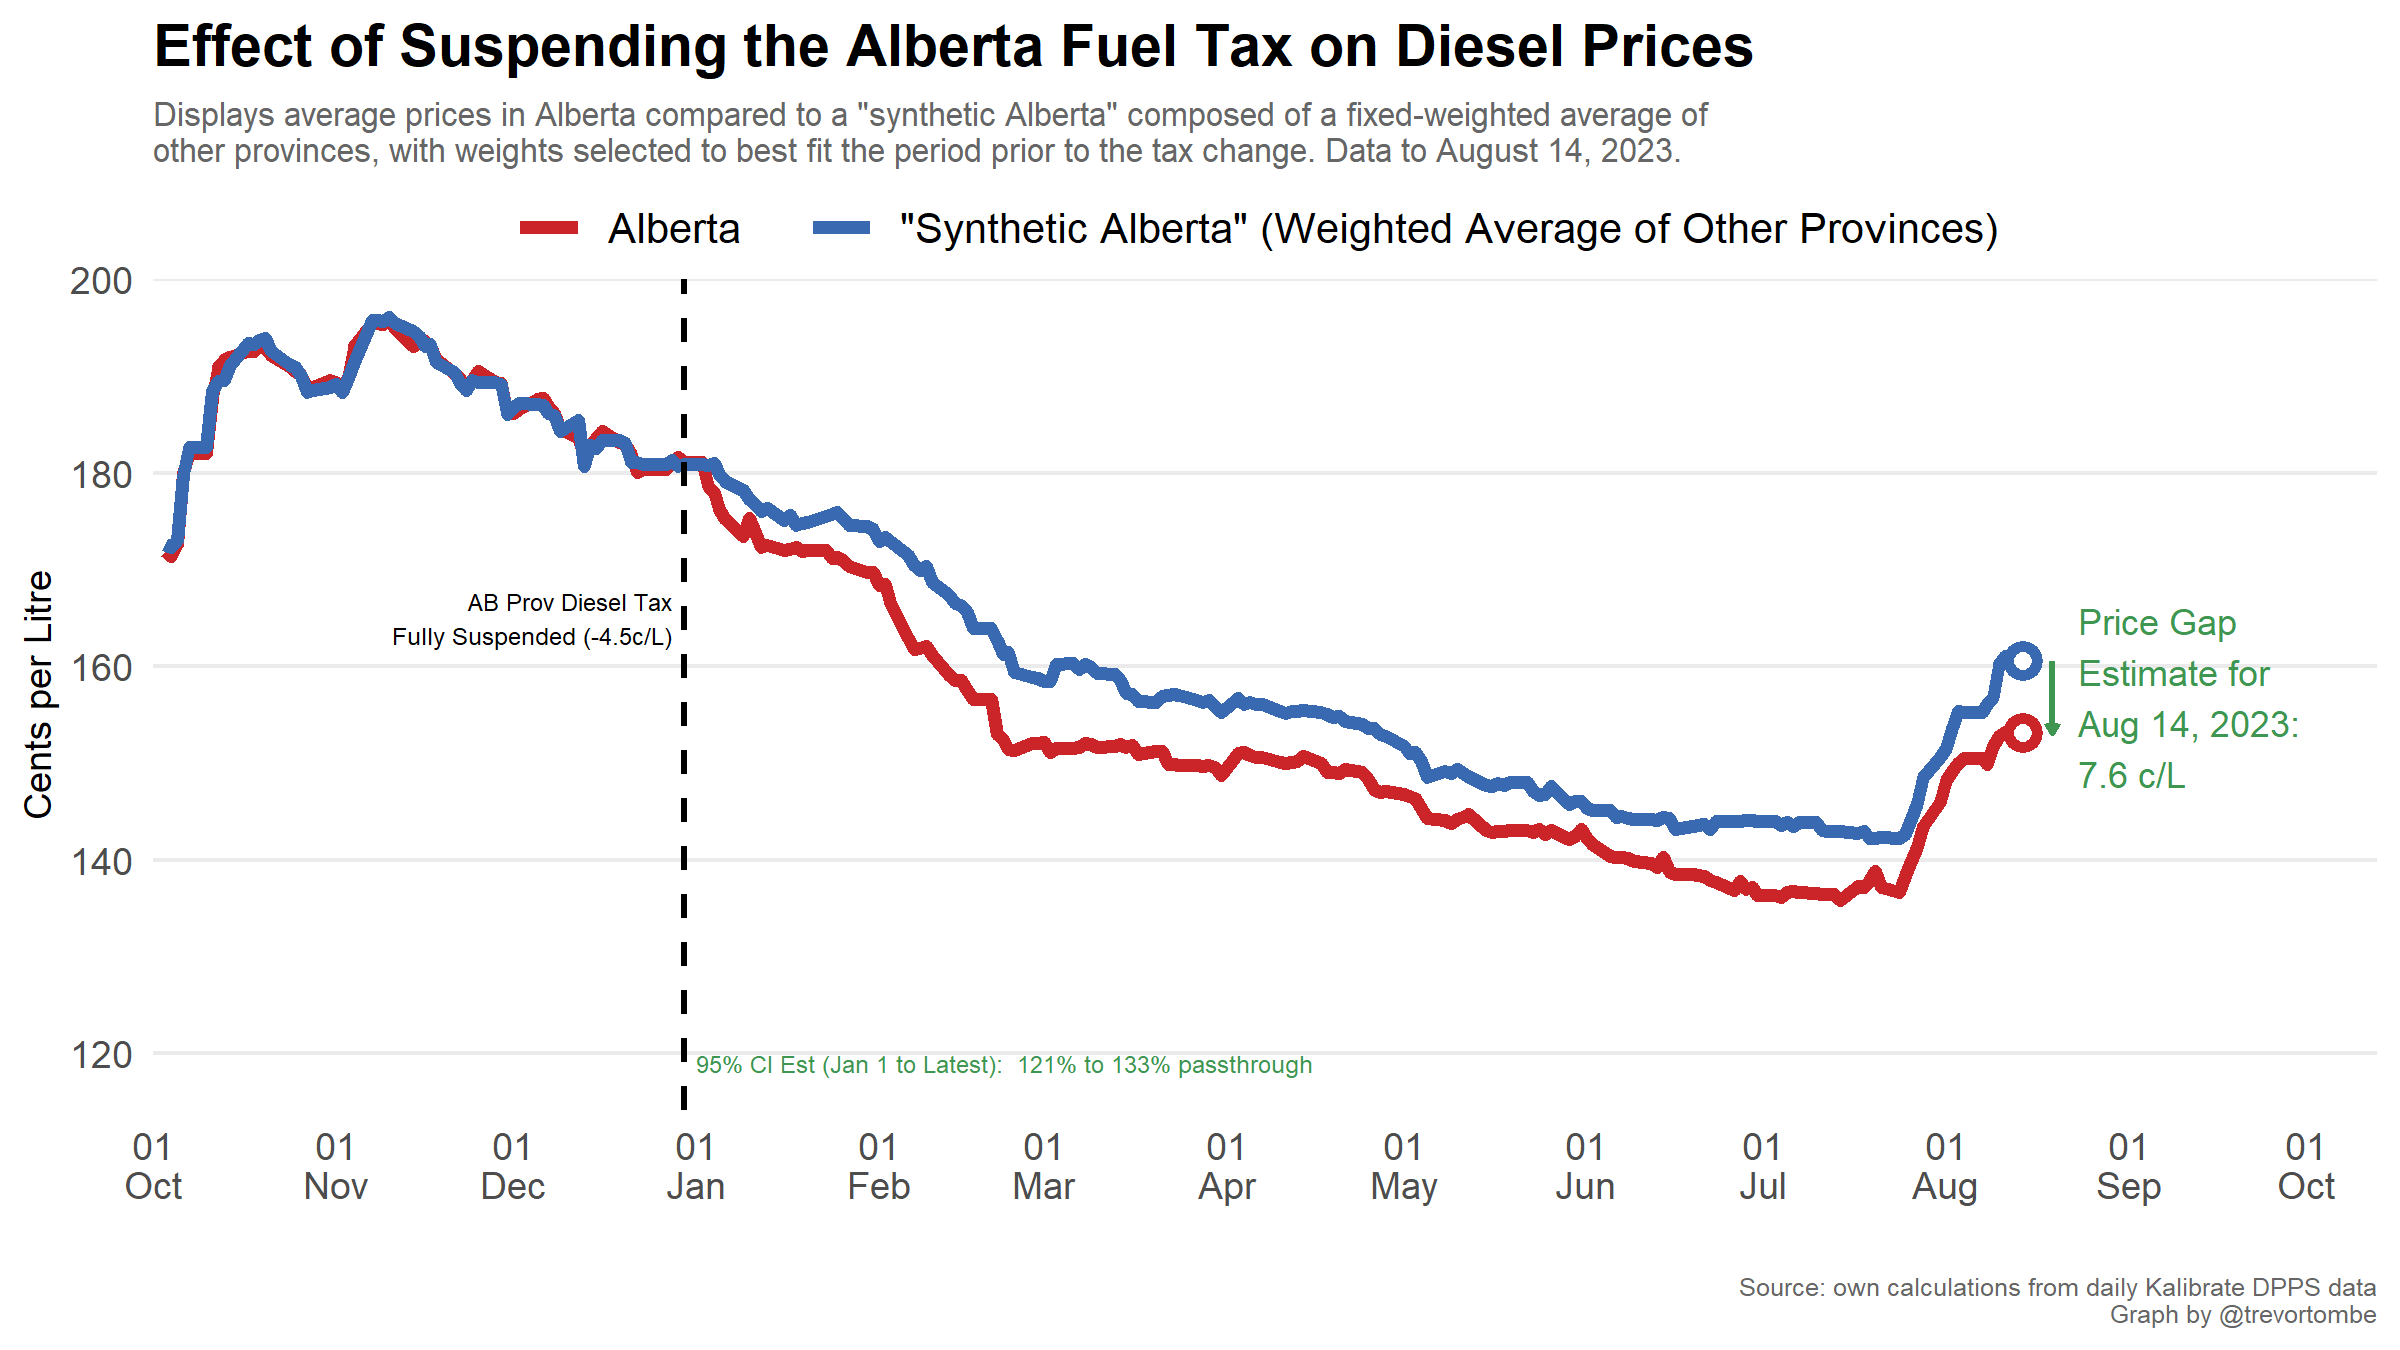 Effect of Suspending the Alberta Fuel Tax on Diesel Prices
Displays average prices in Alberta compared to a "synthetic Alberta" composed of a fixed-weighted average of
other provinces, with weights selected to best fit the period prior to the tax change. Data to August 14, 2023.
Alberta
"Synthetic Alberta" (Weighted Average of Other Provinces)
Cents per Litre
200
180
160
140
120
AB Prov Diesel Tax
Fully Suspended (-4.5c/L)
Price Gap
Estimate for
Aug 14, 2023:
7.6 c/L
95% CI Est (Jan 1 to Latest):  121% to 133% passthrough
01
Oct
01
Nov
01
Dec
01
Jan
01
Feb
01
Mar
01
Apr
01
May
01
Jun
01
Jul
01
Aug
01
Sep
01
Oct
Source: own calculations from daily Kalibrate DPPS data
Graph by @trevortombe